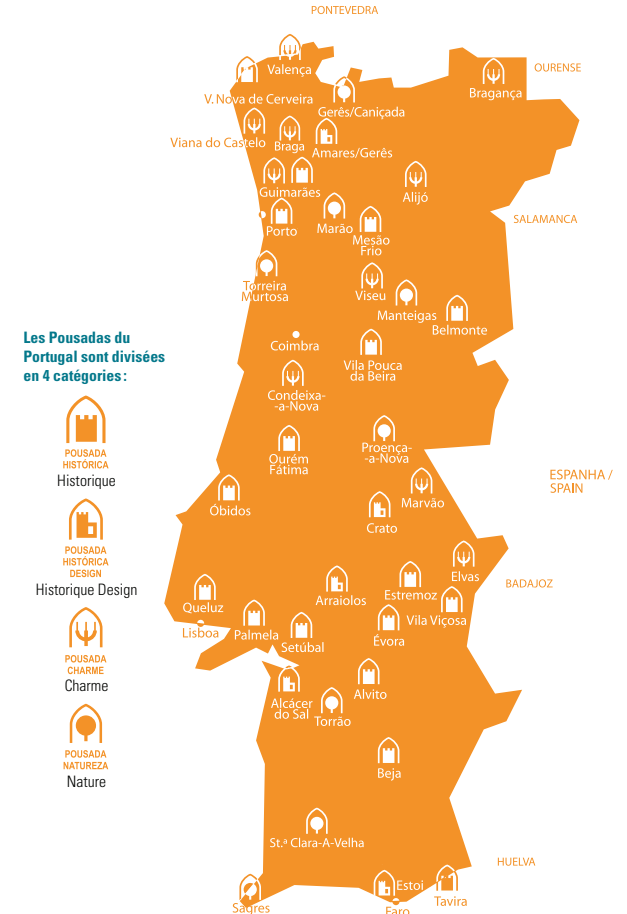 PONTEVEDRA
Valença
OURENSE
Bragança
V. Nova de Cerveira
Gerês/Caniçada
Viana do Castelo
Braga
Amares/Gerês
Guimarães
Alijó
Porto
Marão
Mesão
Frio
SALAMANCA
Torreira
Murtosa
Viseu
Manteigas
Belmonte
Coimbra
Vila Pouca
da Beira
Condeixa-
-a-Nova
Ourém
Fátima
Proença-
-a-Nova
ESPANHA /
SPAIN
Óbidos
Marvão
Crato
Elvas
BADAJOZ
Arraiolos
Estremoz
Queluz
Vila Viçosa
Lisboa
Palmela
Setúbal
Évora
Alcácer
do Sal
Torrão
Alvito
Beja
St.ª Clara-A-Velha
HUELVA
Sagres
Estoi
Faro
Tavira
Les Pousadas du
Portugal sont divisées
en 4 catégories :
POUSADA
HISTÓRICA
Historique
POUSADA
HISTÓRICA
DESIGN
Historique Design
POUSADA
CHARME
Charme
POUSADA
NATUREZA
Nature